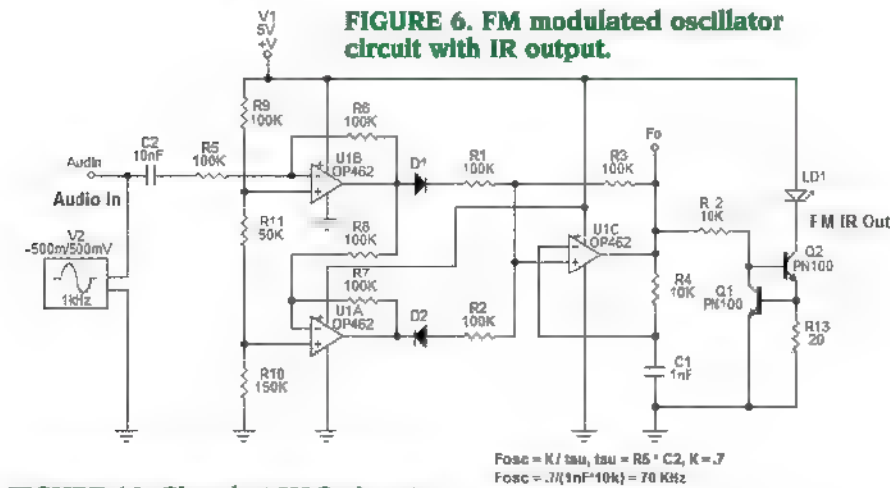 FIGURE 6. FM modulated oscillator
circuit with IR output.
V1
5V
+V
R9
100K
R6
100K
C2
10nF
R5
100K
U1B
OP462
D1
R1
100K
R3
100K
Fo
LD1
FM IR Out
AudIn
Audio In
V2
-500m/500mV
1kHz
R11
50K
R8
100K
R7
100K
U1A
OP462
D2
R2
100K
U1C
OP462
R 2
10K
R4
10K
Q2
PN100
Q1
PN100
R13
20
R10
150K
C1
1nF
Fosc = K / tau, tau = R5 * C2, K = .7
Fosc = .7/(1nF*10k) = 70 KHz